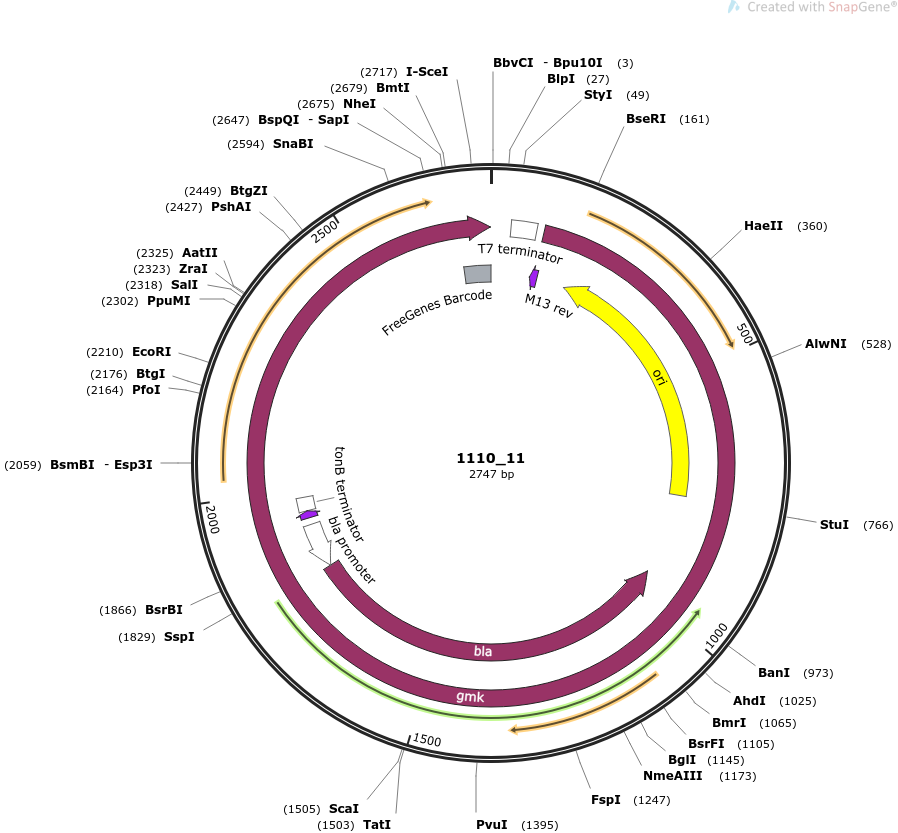 Created with SnapGene®
BbvCI - Bpu10I (3)
BlpI (27)
StyI (49)
BseRI (161)
HaeII (360)
AlwNI (528)
StuI (766)
BanI (973)
AhdI (1025)
BmrI (1065)
BsrFI (1105)
BglI (1145)
NmeAIII (1173)
FspI (1247)
PvuI (1395)
(1503) TatI
(1505) ScaI
(1829) SspI
(1866) BsrBI
(2059) BsmBI - Esp3I
(2164) PfoI
(2176) BtgI
(2210) EcoRI
(2302) PpuMI
(2318) SalI
(2323) ZraI
(2325) AatII
(2427) PshAI
(2449) BtgZI
(2594) SnaBI
(2647) BspQI - SapI
(2675) NheI
(2679) BmtI
(2717) I-SceI
500
1000
1500
2000
2500
T7 terminator
M13 rev
FreeGenes Barcode
ori
tonB terminator
bla promoter
bla
gmk
1110_11
2747 bp